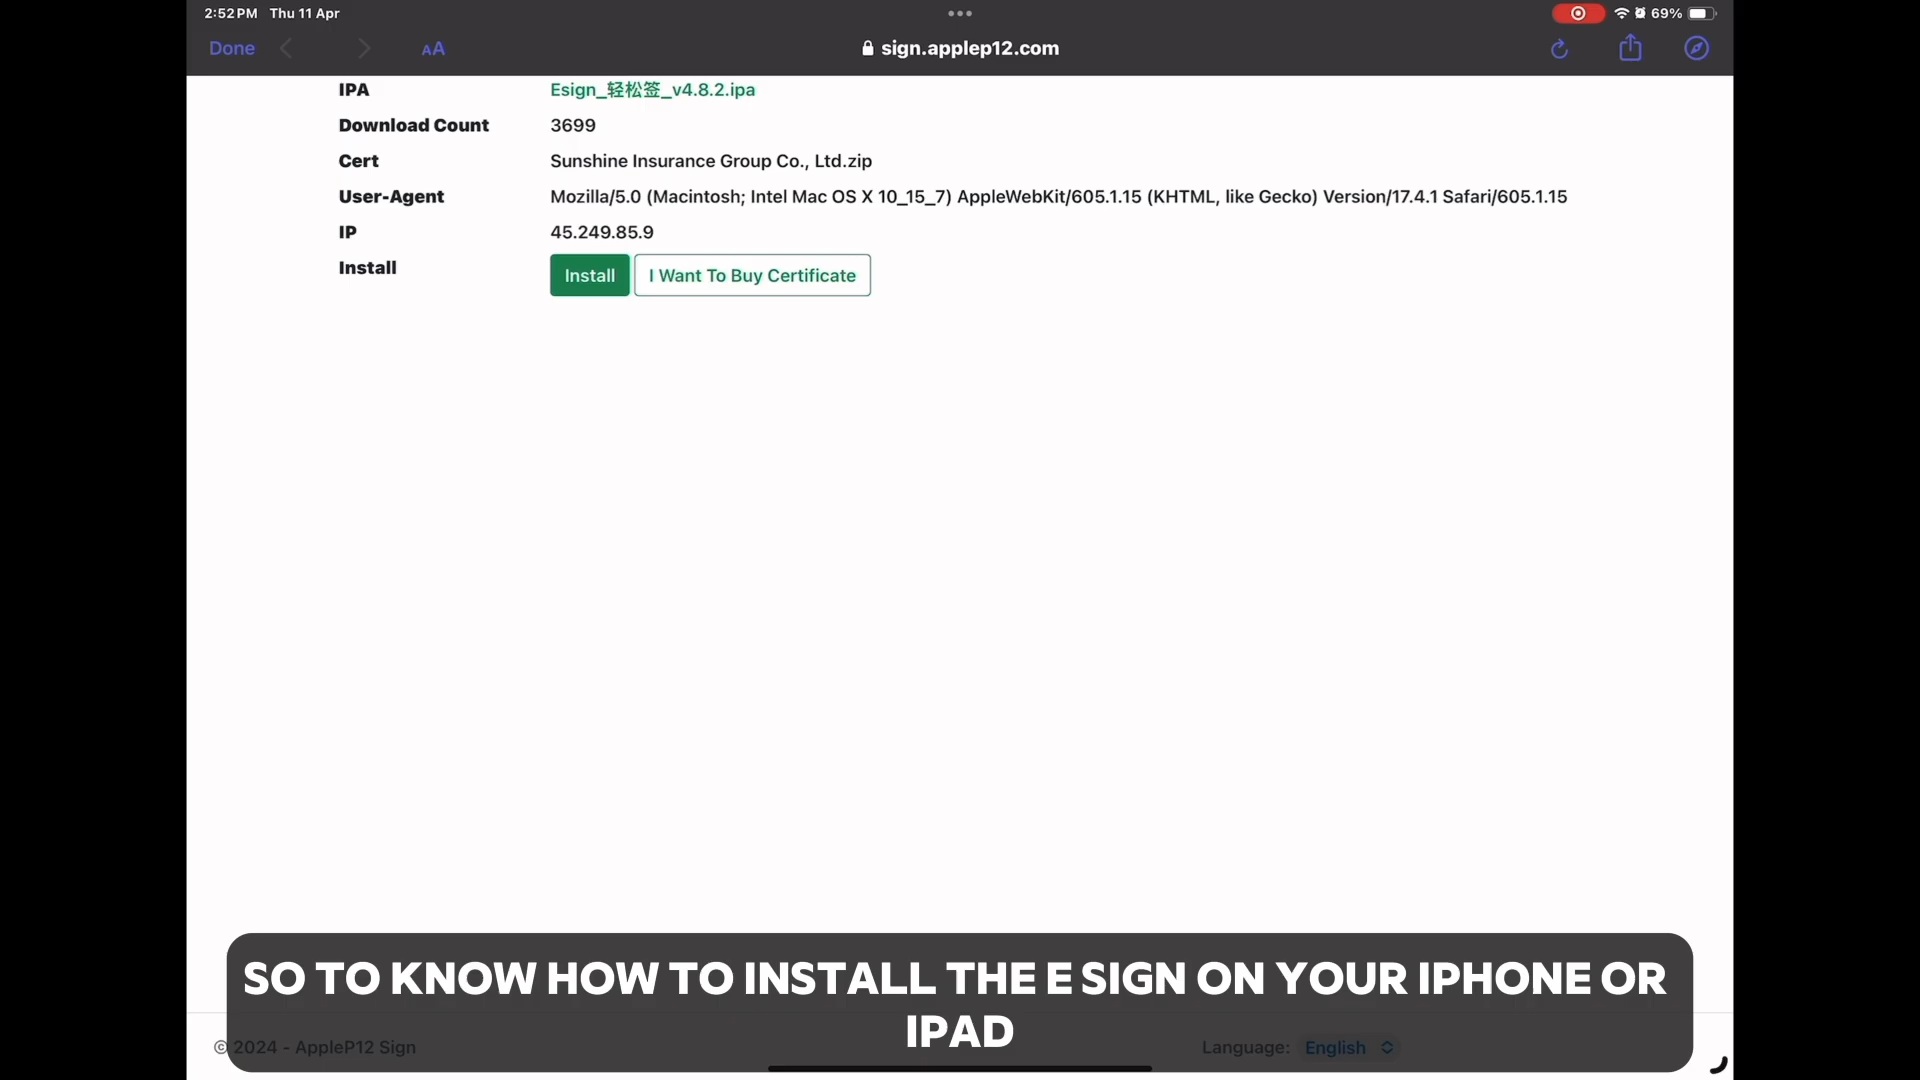 2:52 PM Thu 11 Apr
69%
Done
AA
sign.applep12.com
IPA Esign_轻松签_v4.8.2.ipa
Download Count 3699
Cert Sunshine Insurance Group Co., Ltd.zip
User-Agent Mozilla/5.0 (Macintosh; Intel Mac OS X 10_15_7) AppleWebKit/605.1.15 (KHTML, like Gecko) Version/17.4.1 Safari/605.1.15
IP 45.249.85.9
Install Install I Want To Buy Certificate
SO TO KNOW HOW TO INSTALL THE E SIGN ON YOUR IPHONE OR
IPAD
© 2024 - AppleP12 Sign
Language: English